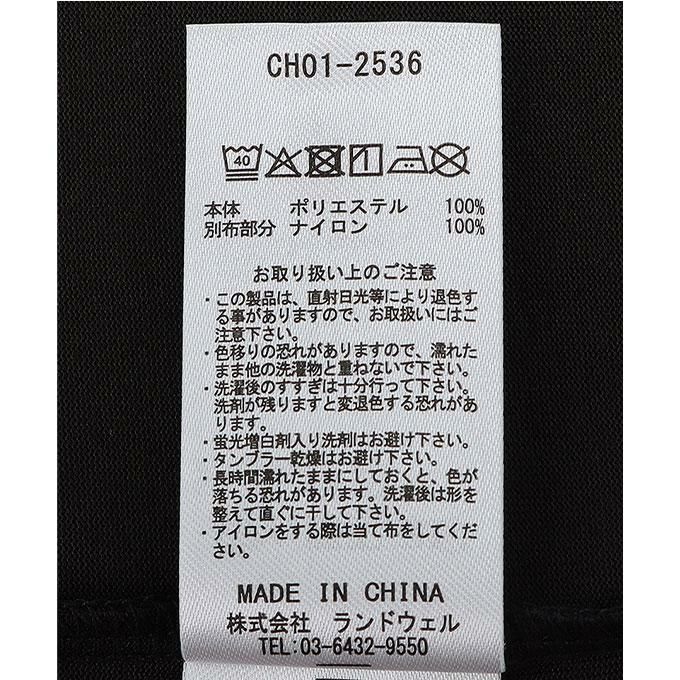 CH01-2536
40
本体 ポリエステル 100%
別布部分 ナイロン 100%
お取り扱い上のご注意
・この製品は、直射日光等により退色す
る事がありますので、お取扱いにはご
注意下さい。
・色移りの恐れがありますので、濡れた
まま他の洗濯物と重ねないで下さい。
・洗濯後のすすぎは十分行って下さい。
洗剤が残りますと変退色する恐れがあ
ります。
・蛍光増白剤入り洗剤はお避け下さい。
・タンブラー乾燥はお避け下さい。
・長時間濡れたままにしておくと、色が
落ちる恐れがあります。洗濯後は形を
整えて直ぐに干して下さい。
・アイロンをする際は当て布をしてくだ
さい。
MADE IN CHINA
株式会社 ランドウェル
TEL:03-6432-9550